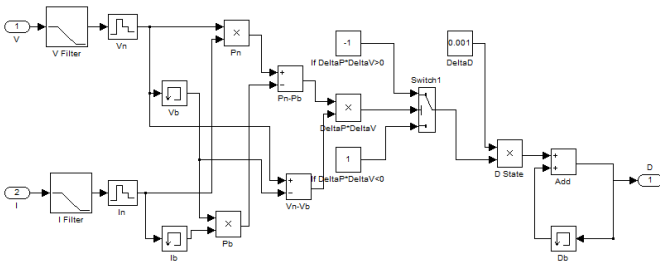 1
V
V Filter
Vn
×
Pn
-1
If DeltaP*DeltaV>0
0.001
DeltaD
Switch1
+
−
Pn-Pb
Vb
×
DeltaP*DeltaV
1
If DeltaP*DeltaV<0
×
D State
+
+
Add
D
1
2
I
I Filter
In
+
−
Vn-Vb
Ib
×
Pb
Db